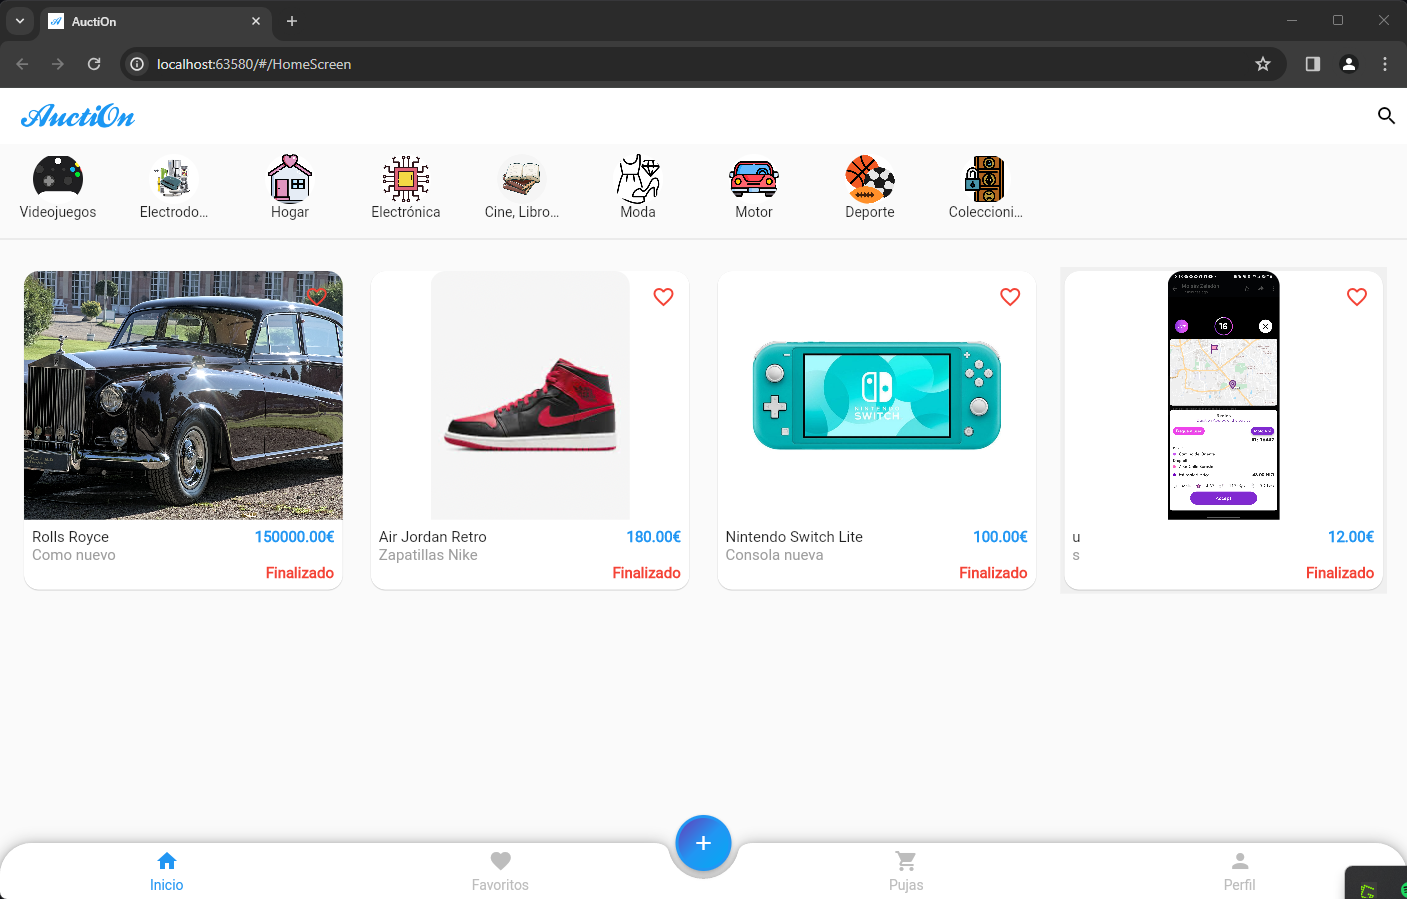 AuctiOn
localhost:63580/#/HomeScreen
AuctiOn
Videojuegos
Electrodo...
Hogar
Electrónica
Cine, Libro...
Moda
Motor
Deporte
Coleccioni...
16
NINTENDO
SWITCH
Accept
Rolls Royce
150000.00€
Como nuevo
Finalizado
Air Jordan Retro
180.00€
Zapatillas Nike
Finalizado
Nintendo Switch Lite
100.00€
Consola nueva
Finalizado
u
12.00€
s
Finalizado
Inicio
Favoritos
Pujas
Perfil